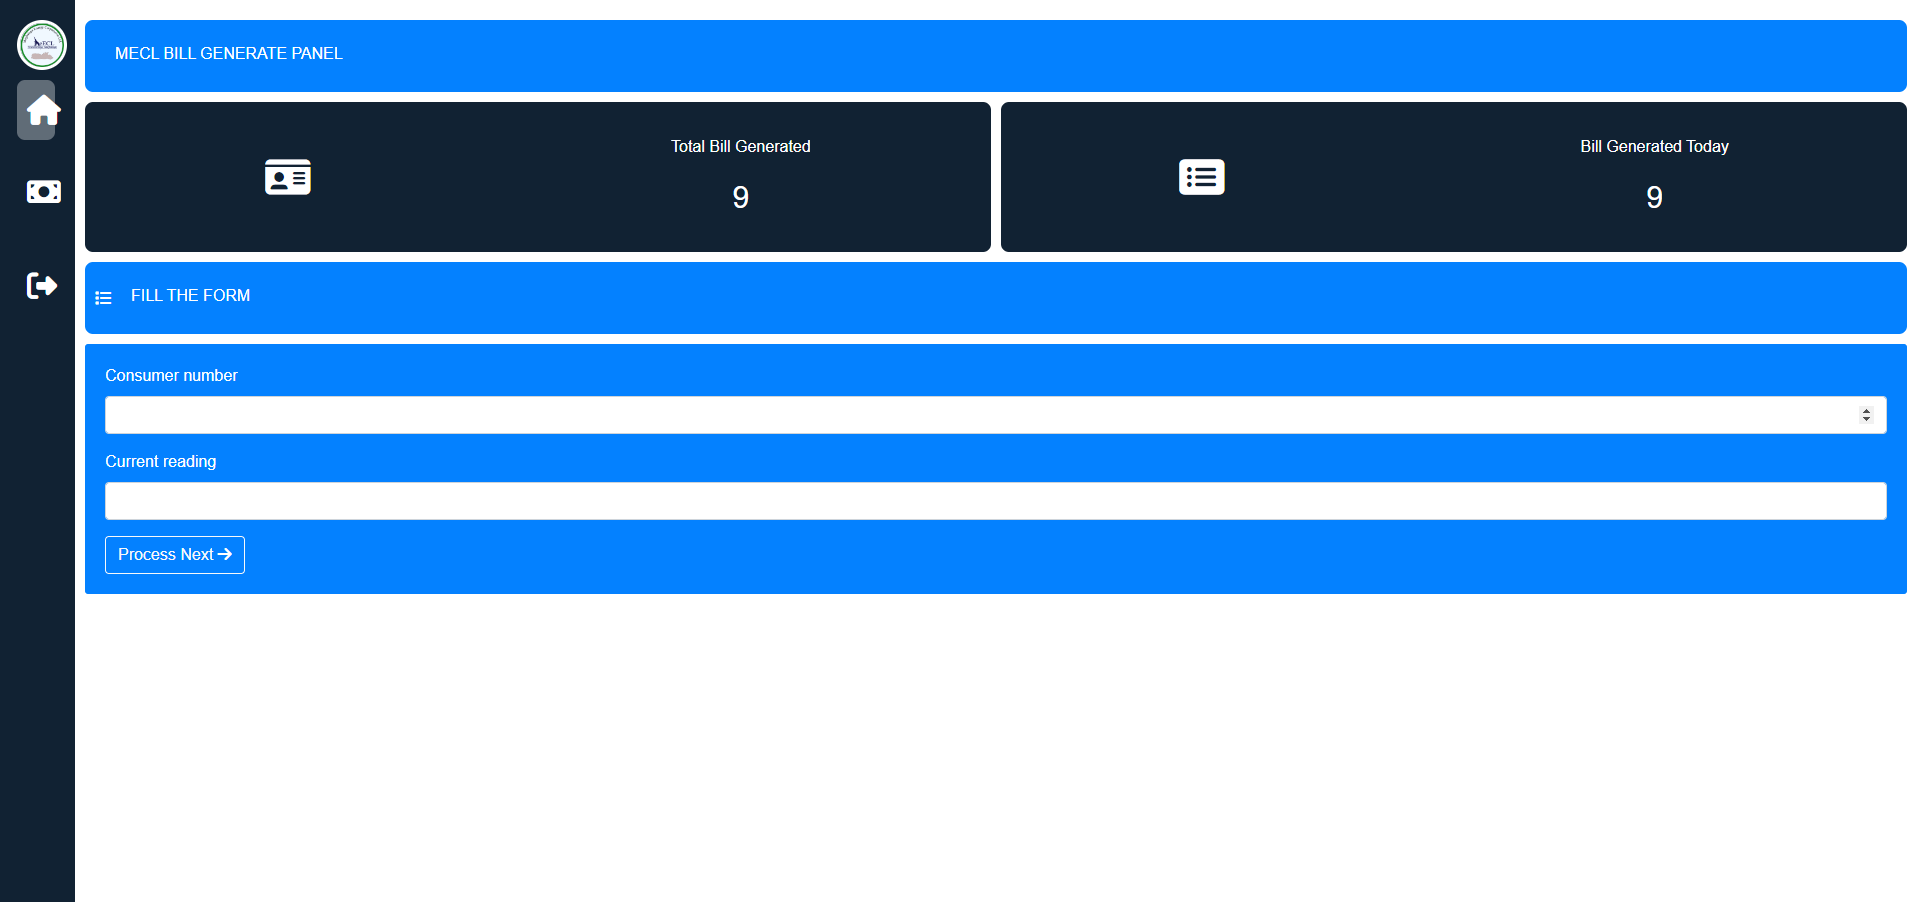 MECL
MECL BILL GENERATE PANEL
Total Bill Generated
9
Bill Generated Today
9
FILL THE FORM
Consumer number
Current reading
Process Next